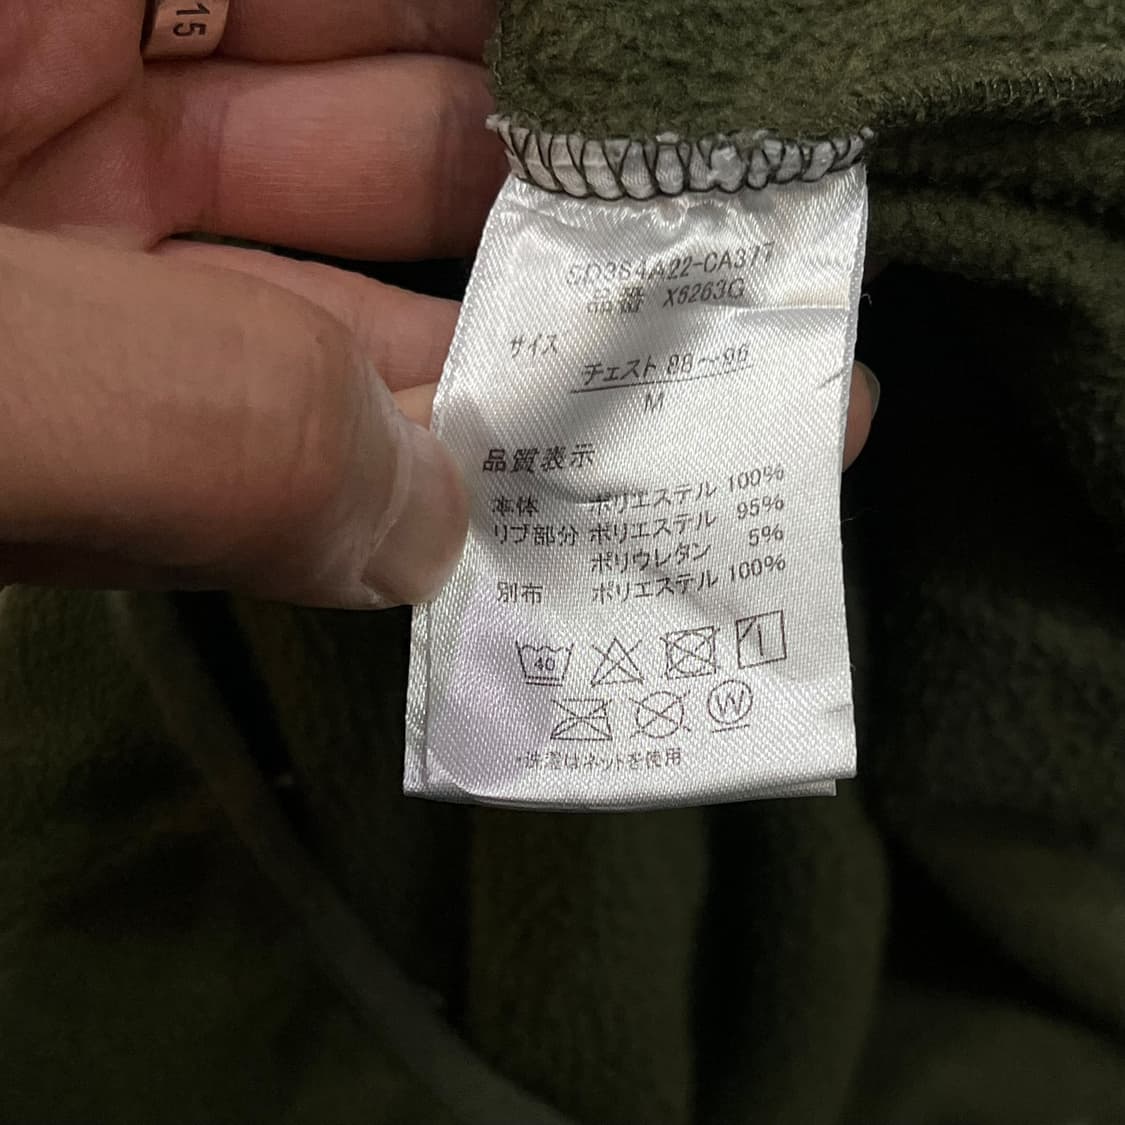 15
SD3S4A22-CA377
品番 X6263G
サイズ
チェスト 88～96
M
品質表示
本体 ポリエステル 100%
リブ部分 ポリエステル 95%
ポリウレタン 5%
別布 ポリエステル 100%
40
W
・洗濯はネットを使用